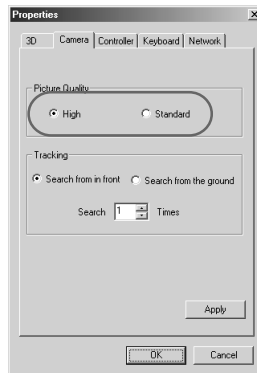 Properties
3D Camera Controller Keyboard Network
Picture Quality
High Standard
Tracking
Search from in front Search from the ground
Search 1 Times
Apply
OK Cancel